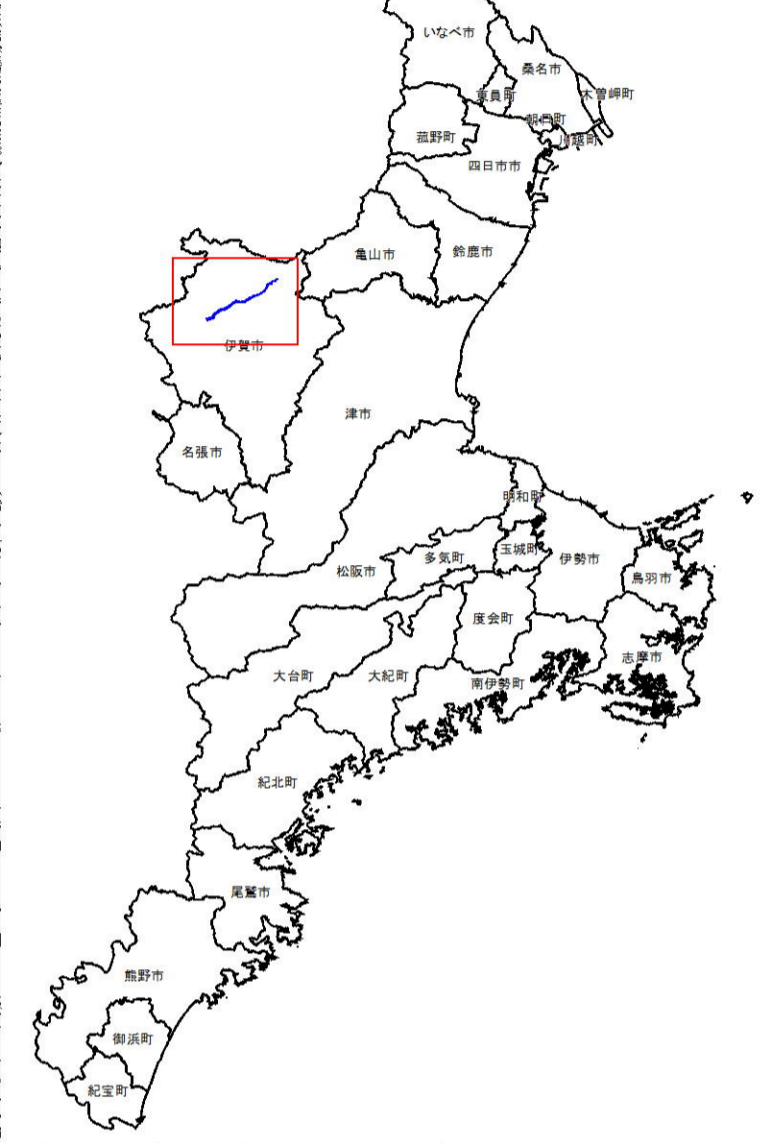 いなべ市
桑名市
東員町
木曽岬町
朝日町
菰野町
川越町
四日市市
亀山市
鈴鹿市
伊賀市
津市
名張市
明和町
玉城町
多気町
伊勢市
松阪市
鳥羽市
度会町
志摩市
大台町
大紀町
南伊勢町
紀北町
尾鷲市
熊野市
御浜町
紀宝町